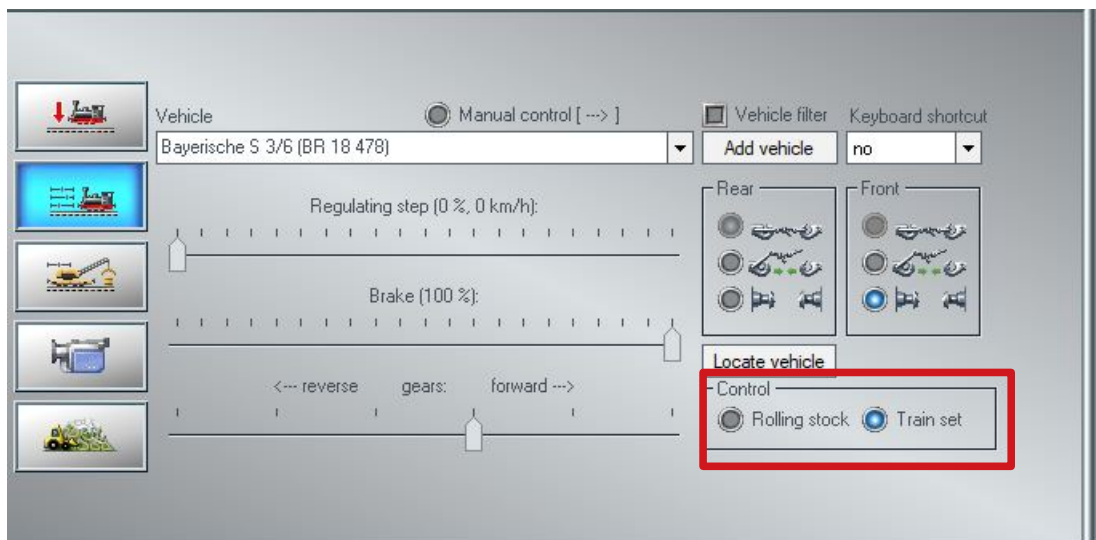 Vehicle
Manual control [ ---> ]
Vehicle filter
Keyboard shortcut
Bayerische S 3/6 (BR 18 478)
Add vehicle
no
Rear
Front
Regulating step (0 %, 0 km/h):
Brake (100 %):
Locate vehicle
<--- reverse gears: forward --->
Control
Rolling stock
Train set